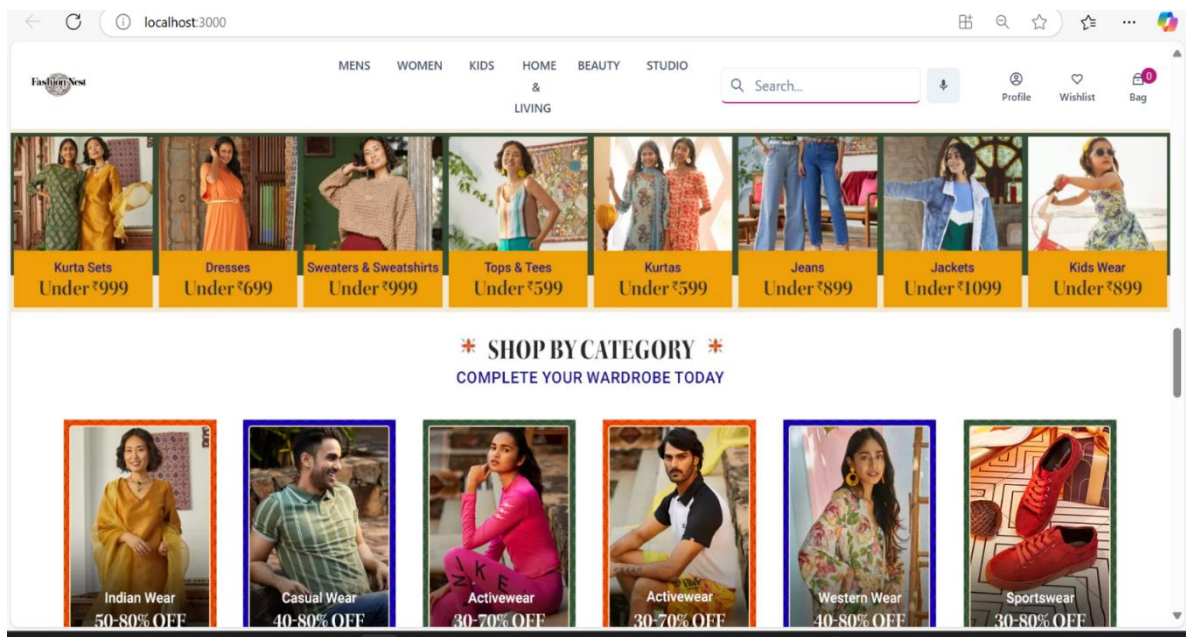 localhost:3000
Fashion Nest
MENS WOMEN KIDS HOME & LIVING BEAUTY STUDIO
Search...
Profile Wishlist Bag
0
Kurta Sets
Under ₹999
Dresses
Under ₹699
Sweaters & Sweatshirts
Under ₹999
Tops & Tees
Under ₹599
Kurtas
Under ₹599
Jeans
Under ₹899
Jackets
Under ₹1099
Kids Wear
Under ₹899
SHOP BY CATEGORY
COMPLETE YOUR WARDROBE TODAY
Indian Wear
50-80% OFF
Casual Wear
40-80% OFF
Activewear
30-70% OFF
Activewear
30-70% OFF
Western Wear
40-80% OFF
Sportswear
30-80% OFF